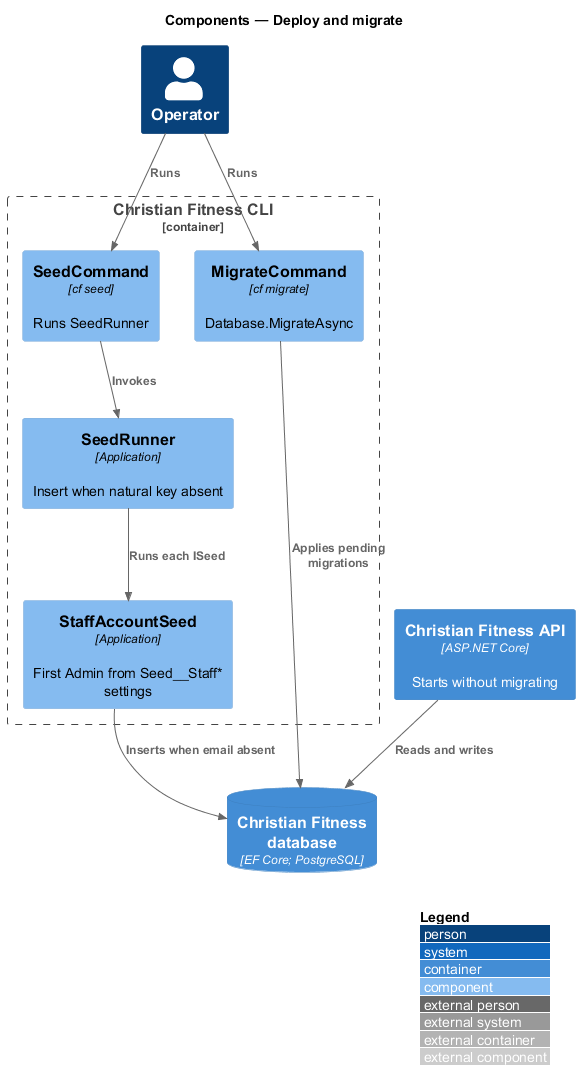 Components — Deploy and migrate
Operator
Runs
Runs
Christian Fitness CLI
[container]
SeedCommand
[cf seed]
Runs SeedRunner
MigrateCommand
[cf migrate]
Database.MigrateAsync
Invokes
SeedRunner
[Application]
Insert when natural key absent
Runs each ISeed
Applies pending
migrations
StaffAccountSeed
[Application]
First Admin from Seed__Staff*
settings
Christian Fitness API
[ASP.NET Core]
Starts without migrating
Inserts when email absent
Reads and writes
Christian Fitness
database
[EF Core; PostgreSQL]
Legend
person
system
container
component
external person
external system
external container
external component